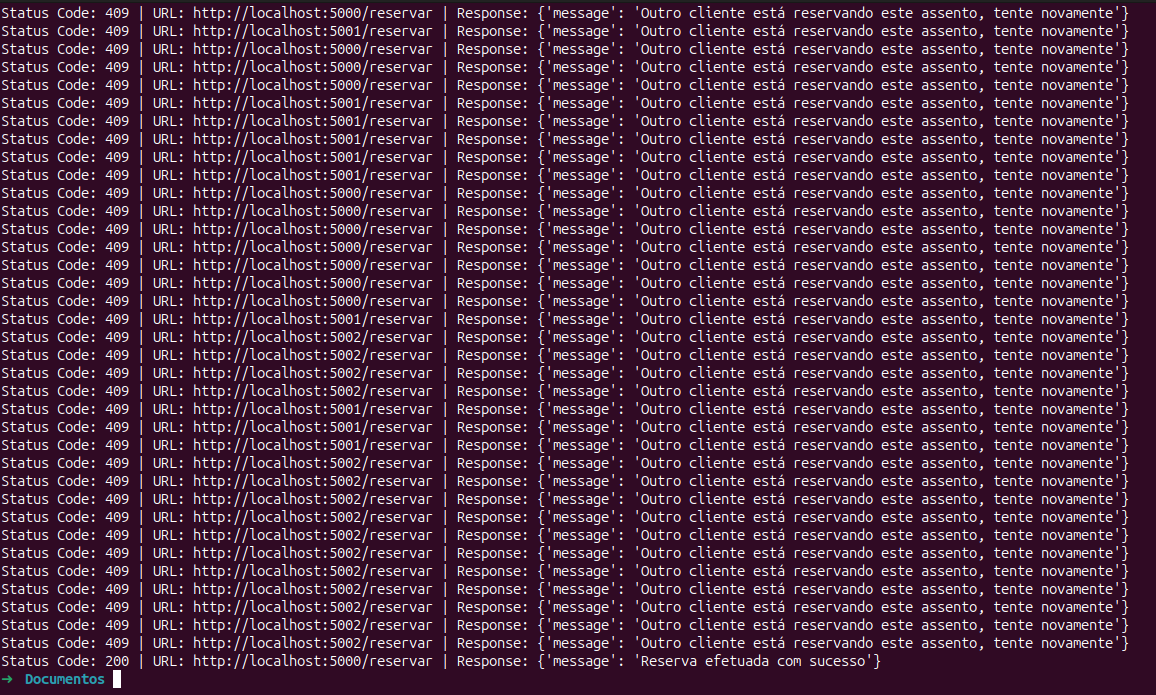 Status Code: 409 | URL: http://localhost:5000/reservar | Response: {'message': 'Outro cliente está reservando este assento, tente novamente'}
Status Code: 409 | URL: http://localhost:5001/reservar | Response: {'message': 'Outro cliente está reservando este assento, tente novamente'}
Status Code: 409 | URL: http://localhost:5000/reservar | Response: {'message': 'Outro cliente está reservando este assento, tente novamente'}
Status Code: 409 | URL: http://localhost:5000/reservar | Response: {'message': 'Outro cliente está reservando este assento, tente novamente'}
Status Code: 409 | URL: http://localhost:5000/reservar | Response: {'message': 'Outro cliente está reservando este assento, tente novamente'}
Status Code: 409 | URL: http://localhost:5001/reservar | Response: {'message': 'Outro cliente está reservando este assento, tente novamente'}
Status Code: 409 | URL: http://localhost:5001/reservar | Response: {'message': 'Outro cliente está reservando este assento, tente novamente'}
Status Code: 409 | URL: http://localhost:5001/reservar | Response: {'message': 'Outro cliente está reservando este assento, tente novamente'}
Status Code: 409 | URL: http://localhost:5001/reservar | Response: {'message': 'Outro cliente está reservando este assento, tente novamente'}
Status Code: 409 | URL: http://localhost:5001/reservar | Response: {'message': 'Outro cliente está reservando este assento, tente novamente'}
Status Code: 409 | URL: http://localhost:5000/reservar | Response: {'message': 'Outro cliente está reservando este assento, tente novamente'}
Status Code: 409 | URL: http://localhost:5000/reservar | Response: {'message': 'Outro cliente está reservando este assento, tente novamente'}
Status Code: 409 | URL: http://localhost:5000/reservar | Response: {'message': 'Outro cliente está reservando este assento, tente novamente'}
Status Code: 409 | URL: http://localhost:5000/reservar | Response: {'message': 'Outro cliente está reservando este assento, tente novamente'}
Status Code: 409 | URL: http://localhost:5000/reservar | Response: {'message': 'Outro cliente está reservando este assento, tente novamente'}
Status Code: 409 | URL: http://localhost:5000/reservar | Response: {'message': 'Outro cliente está reservando este assento, tente novamente'}
Status Code: 409 | URL: http://localhost:5000/reservar | Response: {'message': 'Outro cliente está reservando este assento, tente novamente'}
Status Code: 409 | URL: http://localhost:5001/reservar | Response: {'message': 'Outro cliente está reservando este assento, tente novamente'}
Status Code: 409 | URL: http://localhost:5002/reservar | Response: {'message': 'Outro cliente está reservando este assento, tente novamente'}
Status Code: 409 | URL: http://localhost:5002/reservar | Response: {'message': 'Outro cliente está reservando este assento, tente novamente'}
Status Code: 409 | URL: http://localhost:5002/reservar | Response: {'message': 'Outro cliente está reservando este assento, tente novamente'}
Status Code: 409 | URL: http://localhost:5002/reservar | Response: {'message': 'Outro cliente está reservando este assento, tente novamente'}
Status Code: 409 | URL: http://localhost:5001/reservar | Response: {'message': 'Outro cliente está reservando este assento, tente novamente'}
Status Code: 409 | URL: http://localhost:5001/reservar | Response: {'message': 'Outro cliente está reservando este assento, tente novamente'}
Status Code: 409 | URL: http://localhost:5001/reservar | Response: {'message': 'Outro cliente está reservando este assento, tente novamente'}
Status Code: 409 | URL: http://localhost:5002/reservar | Response: {'message': 'Outro cliente está reservando este assento, tente novamente'}
Status Code: 409 | URL: http://localhost:5002/reservar | Response: {'message': 'Outro cliente está reservando este assento, tente novamente'}
Status Code: 409 | URL: http://localhost:5002/reservar | Response: {'message': 'Outro cliente está reservando este assento, tente novamente'}
Status Code: 409 | URL: http://localhost:5002/reservar | Response: {'message': 'Outro cliente está reservando este assento, tente novamente'}
Status Code: 409 | URL: http://localhost:5002/reservar | Response: {'message': 'Outro cliente está reservando este assento, tente novamente'}
Status Code: 409 | URL: http://localhost:5002/reservar | Response: {'message': 'Outro cliente está reservando este assento, tente novamente'}
Status Code: 409 | URL: http://localhost:5002/reservar | Response: {'message': 'Outro cliente está reservando este assento, tente novamente'}
Status Code: 409 | URL: http://localhost:5002/reservar | Response: {'message': 'Outro cliente está reservando este assento, tente novamente'}
Status Code: 409 | URL: http://localhost:5002/reservar | Response: {'message': 'Outro cliente está reservando este assento, tente novamente'}
Status Code: 409 | URL: http://localhost:5002/reservar | Response: {'message': 'Outro cliente está reservando este assento, tente novamente'}
Status Code: 409 | URL: http://localhost:5002/reservar | Response: {'message': 'Outro cliente está reservando este assento, tente novamente'}
Status Code: 200 | URL: http://localhost:5000/reservar | Response: {'message': 'Reserva efetuada com sucesso'}
→ Documentos